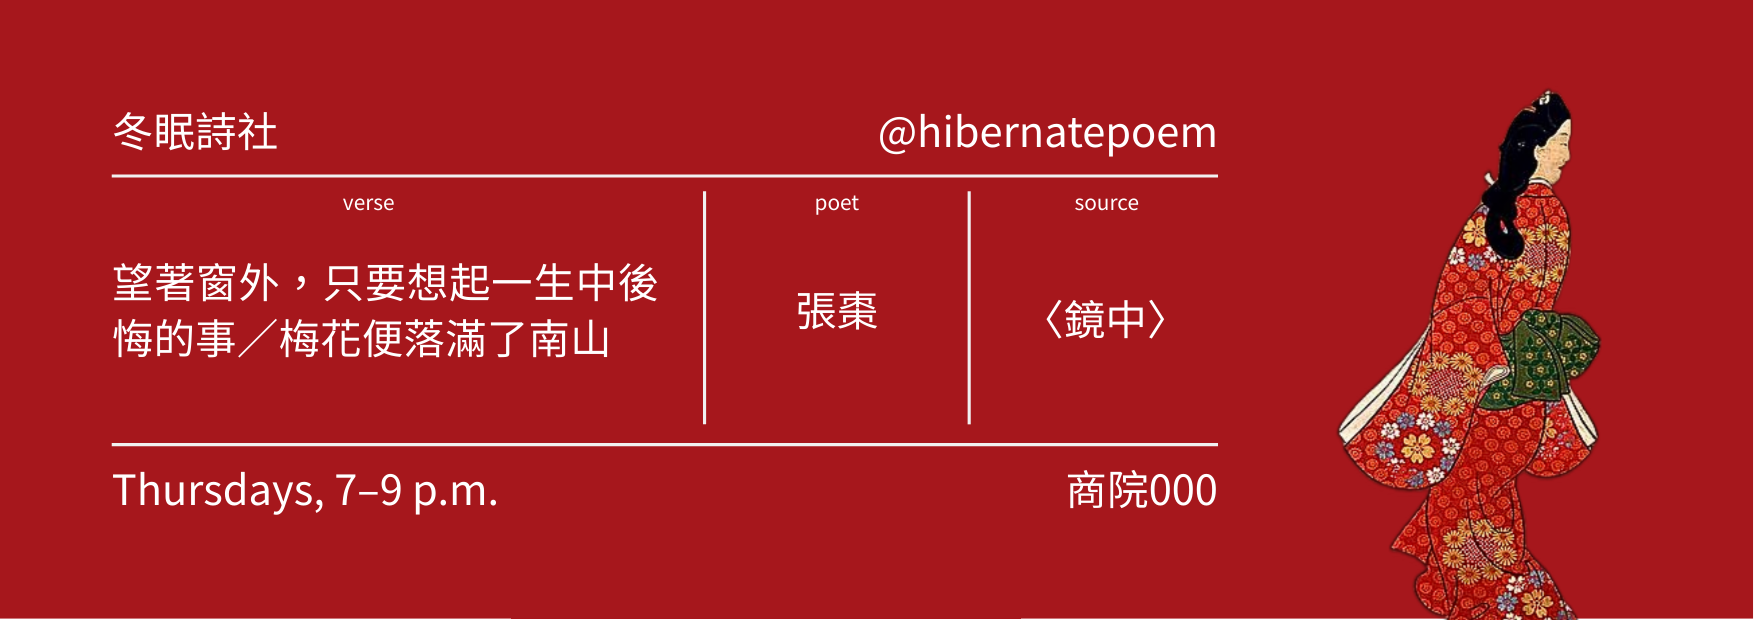 冬眠詩社
@hibernatepoem
verse
poet
source
望著窗外，只要想起一生中後
悔的事／梅花便落滿了南山
張棗
〈鏡中〉
Thursdays, 7–9 p.m.
商院000